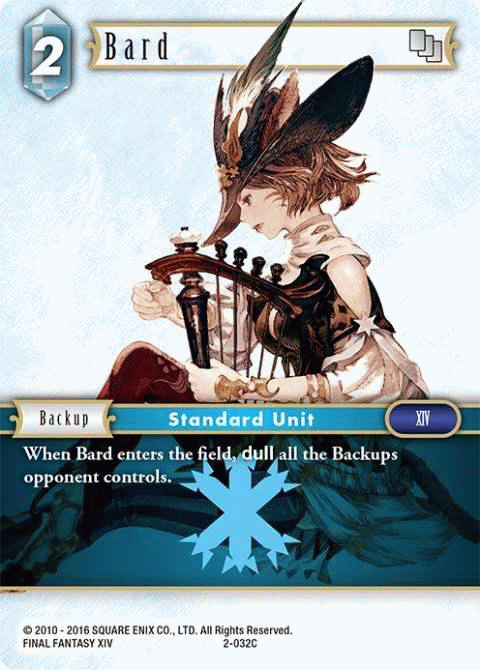 2
Bard
Backup
Standard Unit
XIV
When Bard enters the field, dull all the Backups
opponent controls.
© 2010 - 2016 SQUARE ENIX CO., LTD. All Rights Reserved.
FINAL FANTASY XIV
2-032C